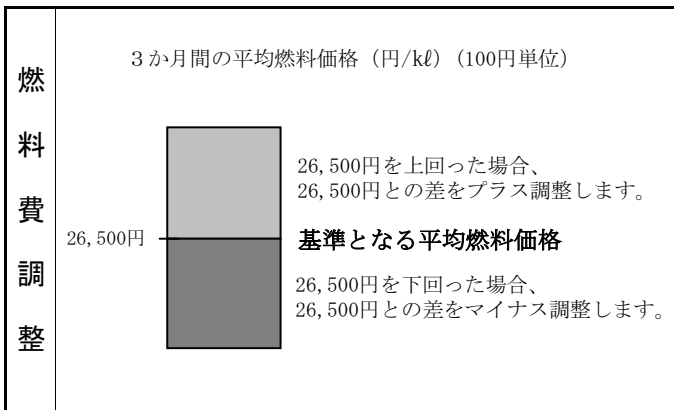 燃料費調整
３か月間の平均燃料価格（円/kℓ）(100円単位）
26,500円を上回った場合、
26,500円との差をプラス調整します。
26,500円
基準となる平均燃料価格
26,500円を下回った場合、
26,500円との差をマイナス調整します。